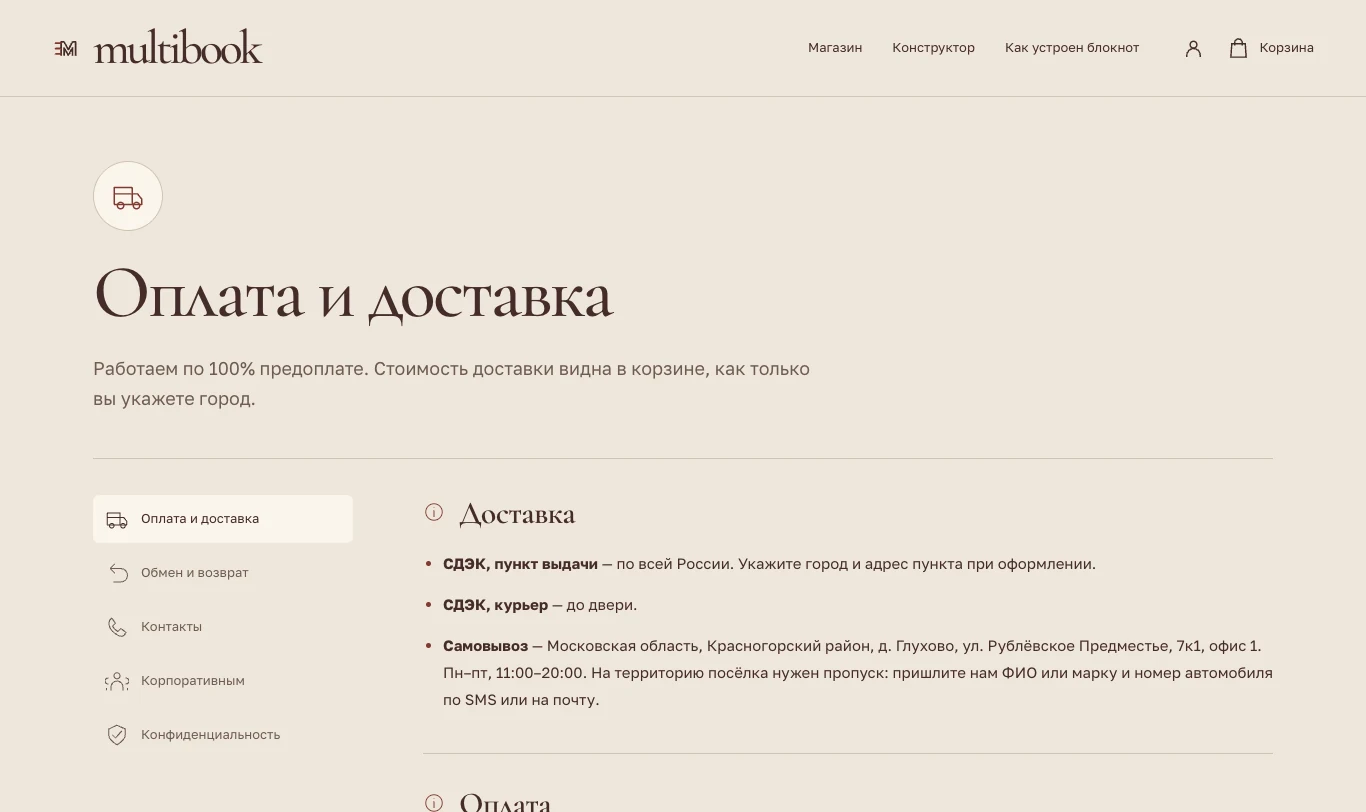 multibook
Магазин
Конструктор
Как устроен блокнот
Корзина
Оплата и доставка
Работаем по 100% предоплате. Стоимость доставки видна в корзине, как только
вы укажете город.
Оплата и доставка
Обмен и возврат
Контакты
Корпоративным
Конфиденциальность
Доставка
СДЭК, пункт выдачи — по всей России. Укажите город и адрес пункта при оформлении.
СДЭК, курьер — до двери.
Самовывоз — Московская область, Красногорский район, д. Глухово, ул. Рублёвское Предместье, 7к1, офис 1.
Пн–пт, 11:00–20:00. На территорию посёлка нужен пропуск: пришлите нам ФИО или марку и номер автомобиля
по SMS или на почту.
Оплата